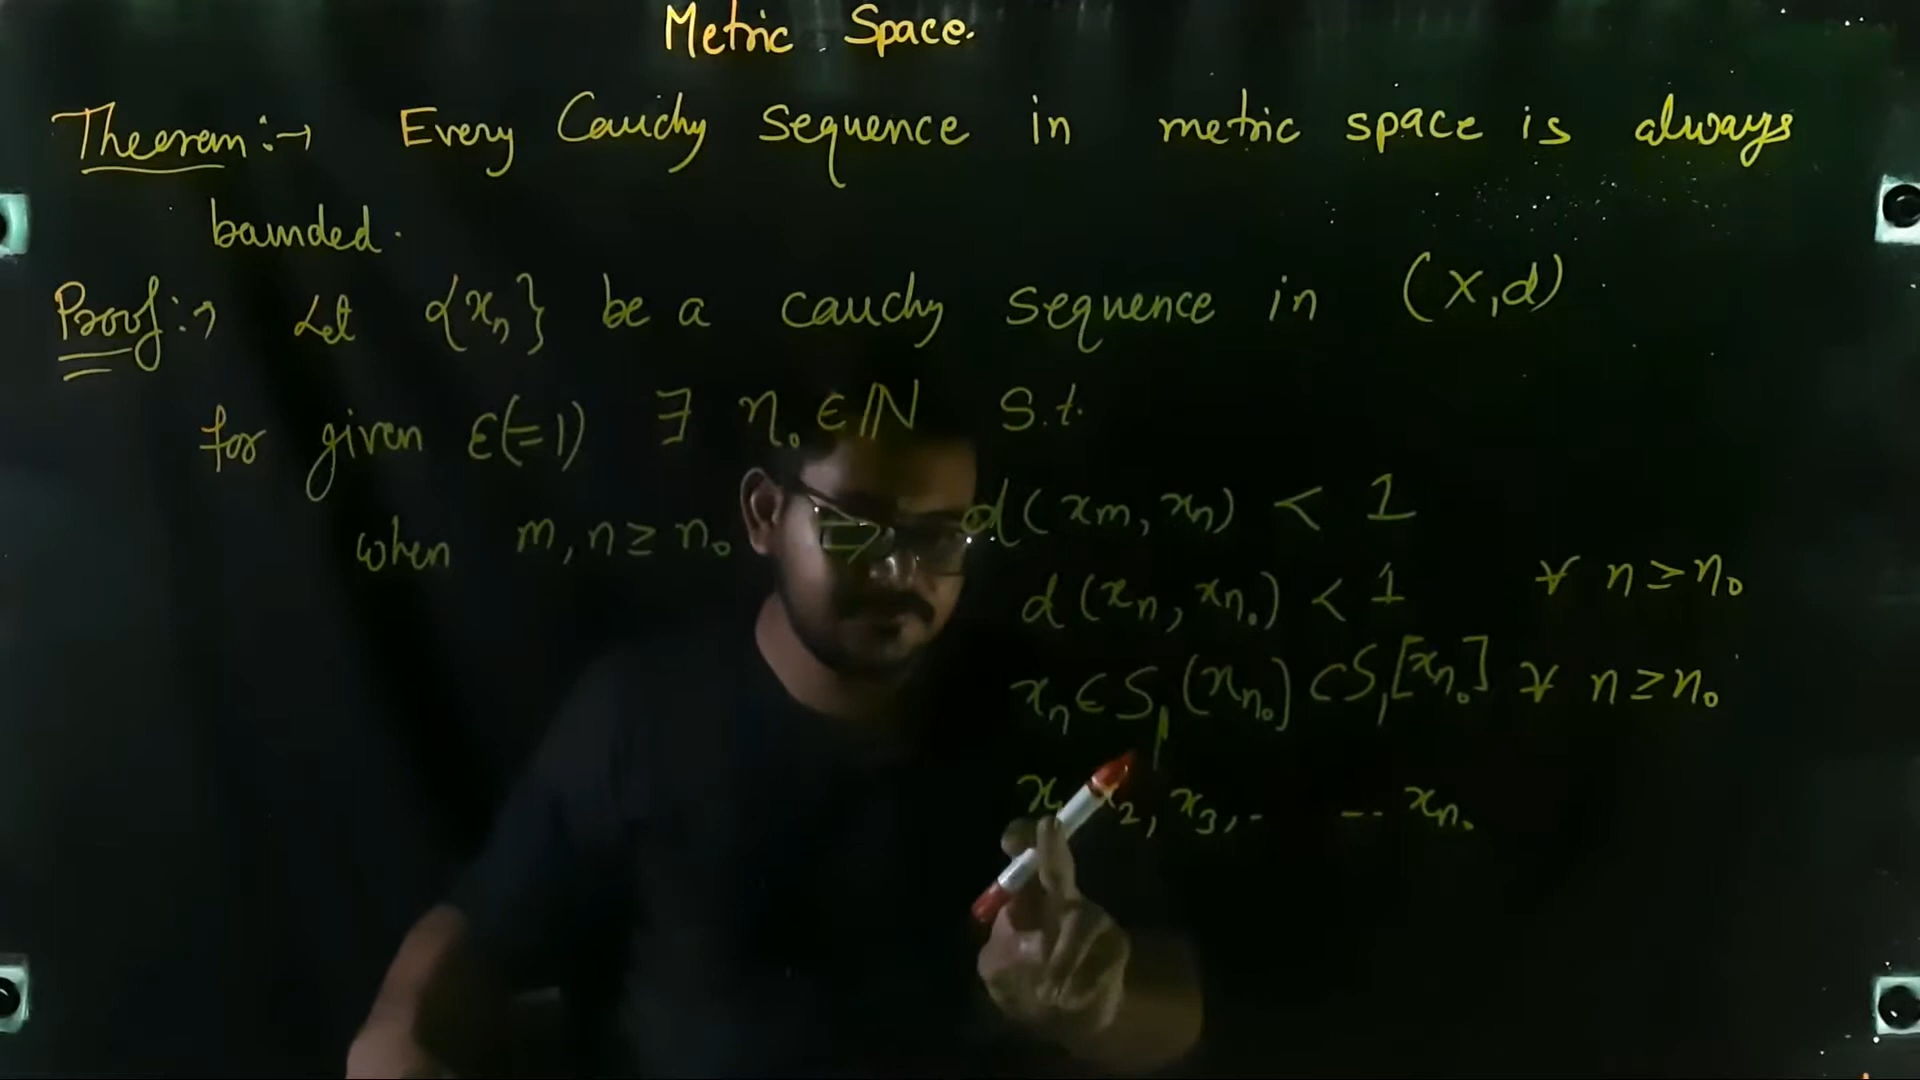 Metric Space.
Theorem :→ Every Cauchy Sequence in metric space is always
bounded.
Proof :→ Let {xₙ} be a cauchy sequence in (X,d)
for given ε(=1) ∃ n₀ ∈ ℕ S.t.
when m, n ≥ n₀ ⇒ d(xm, xₙ) < 1
d(xₙ, xₙ₀) < 1 ∀ n ≥ n₀
xₙ ∈ S₁(xₙ₀) ⊂ S₁[xₙ₀] ∀ n ≥ n₀
x₁, x₂, x₃, .. ... xₙ₀